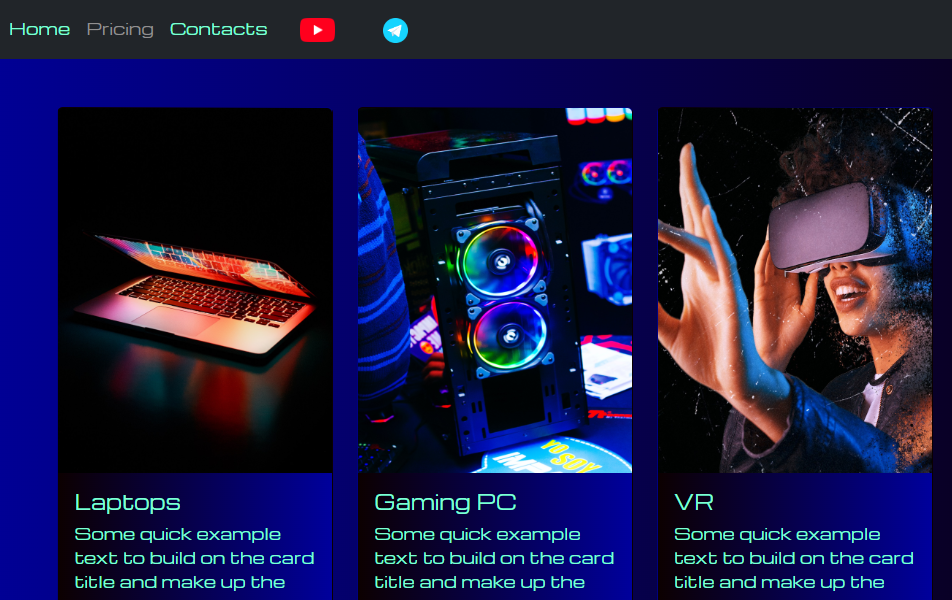 Home Pricing Contacts
YO SOY
Laptops
Some quick example
text to build on the card
title and make up the
Gaming PC
Some quick example
text to build on the card
title and make up the
VR
Some quick example
text to build on the card
title and make up the